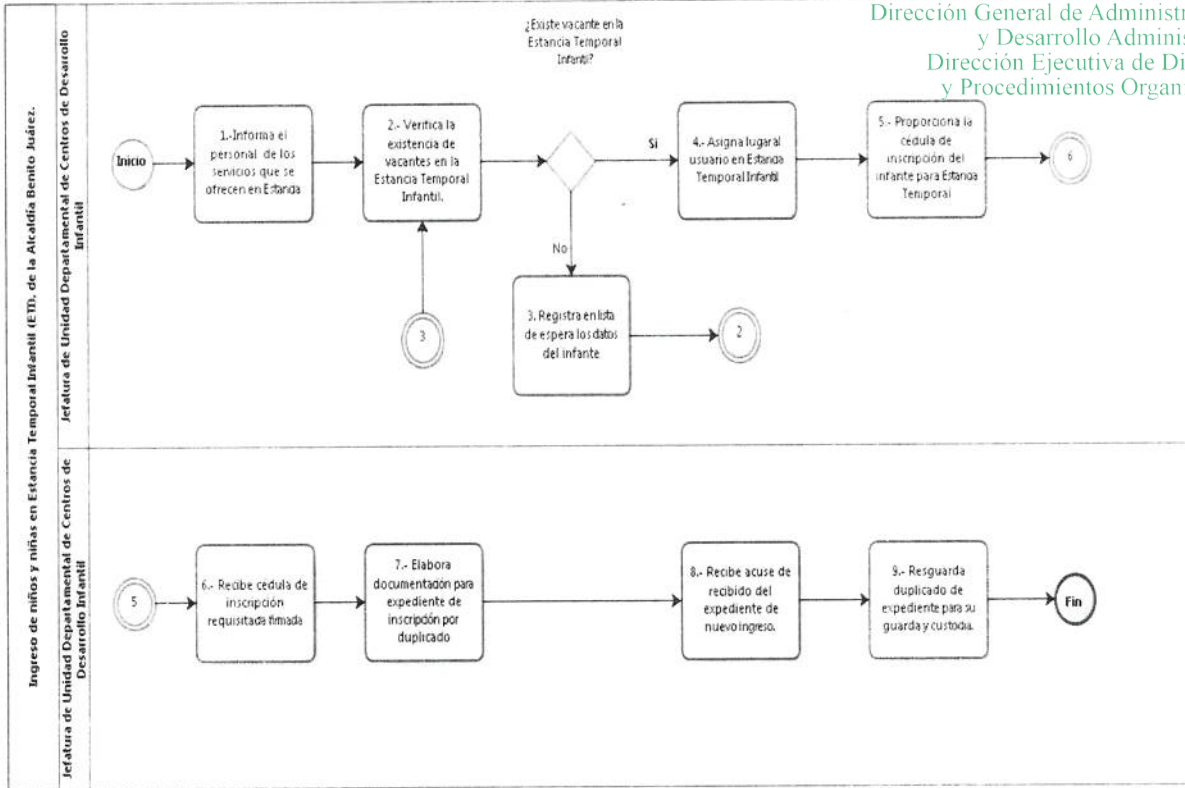 Dirección General de Administr
y Desarrollo Adminis
Dirección Ejecutiva de Di
y Procedimientos Organ
Ingreso de niños y niñas en Estancia Temporal Infantil (ETI), de la Alcaldía Benito Juárez.
Jefatura de Unidad Departamental de Centros de Desarrollo
Infantil
¿Existe vacante en la
Estancia Temporal
Infantil?
Inicio
1.-Informa el
personal de los
servicios que se
ofrecen en Estancia
2.- Verifica la
existencia de
vacantes en la
Estancia Temporal
Infantil.
Si
4.- Asigna lugar al
usuario en Estancia
Temporal Infantil
5.- Proporciona la
cédula de
inscripción del
infante para Estancia
Temporal
6
No
3
3. Registra en lista
de espera los datos
del infante
2
Jefatura de Unidad Departamental de Centros de
Desarrollo Infantil
5
6.- Recibe cedula de
inscripción
requisitada firmada
7.- Elabora
documentación para
expediente de
inscripción por
duplicado
8.- Recibe acuse de
recibido del
expediente de
nuevo ingreso.
9.- Resguarda
duplicado de
expediente para su
guarda y custodia.
Fin